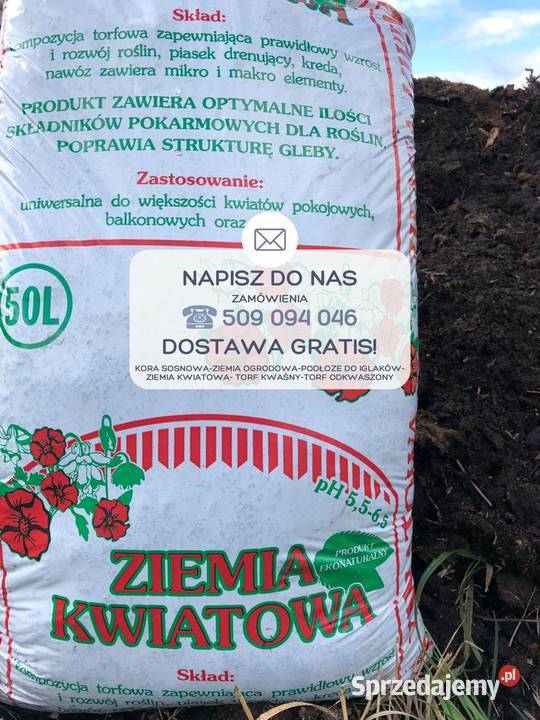 Skład:
kompozycja torfowa zapewniająca prawidłowy wzrost
i rozwój roślin, piasek drenujący, kreda,
nawóz zawiera mikro i makro elementy.
PRODUKT ZAWIERA OPTYMALNE ILOŚCI
SKŁADNIKÓW POKARMOWYCH DLA ROŚLIN.
POPRAWIA STRUKTURĘ GLEBY.
Zastosowanie:
uniwersalna do większości kwiatów pokojowych,
balkonowych oraz
50L
NAPISZ DO NAS
ZAMÓWIENIA
509 094 046
DOSTAWA GRATIS!
KORA SOSNOWA-ZIEMIA OGRODOWA-PODŁOZE DO IGLAKÓW-
ZIEMIA KWIATOWA- TORF KWAŚNY-TORF ODKWASZONY
pH 5,5-6,5
PRODUKT
EKONATURALNY
ZIEMIA
KWIATOWA
Skład:
kompozycja torfowa zapewniająca prawidłowy wzrost
i rozwój roślin, piasek drenujący, kreda
Sprzedajemy.pl